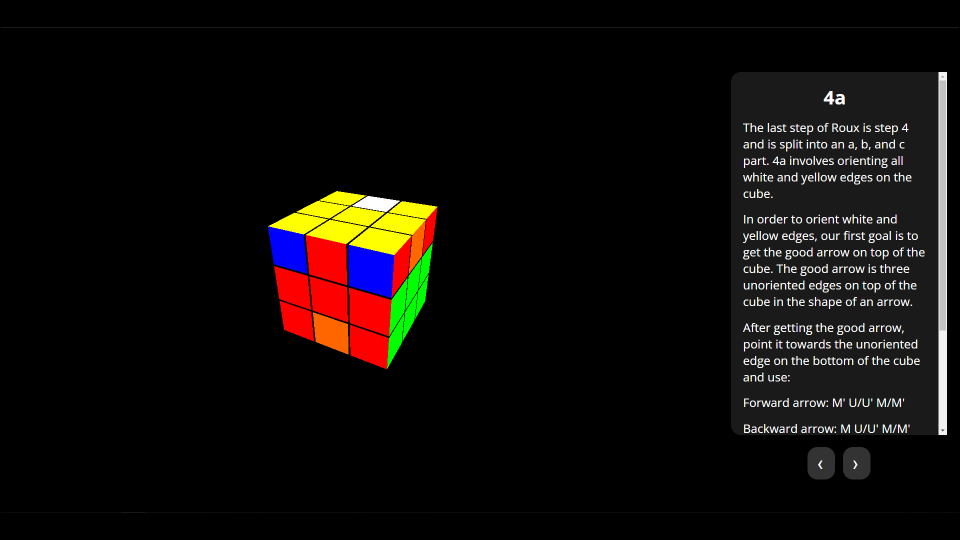 4a
The last step of Roux is step 4
and is split into an a, b, and c
part. 4a involves orienting all
white and yellow edges on the
cube.
In order to orient white and
yellow edges, our first goal is to
get the good arrow on top of the
cube. The good arrow is three
unoriented edges on top of the
cube in the shape of an arrow.
After getting the good arrow,
point it towards the unoriented
edge on the bottom of the cube
and use:
Forward arrow: M' U/U' M/M'
Backward arrow: M U/U' M/M'